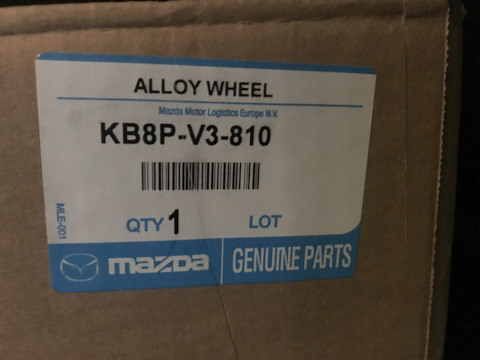 ALLOY WHEEL
Mazda Motor Logistics Europe N.V.
KB8P-V3-810
QTY 1 LOT
MLE-001
mazda GENUINE PARTS